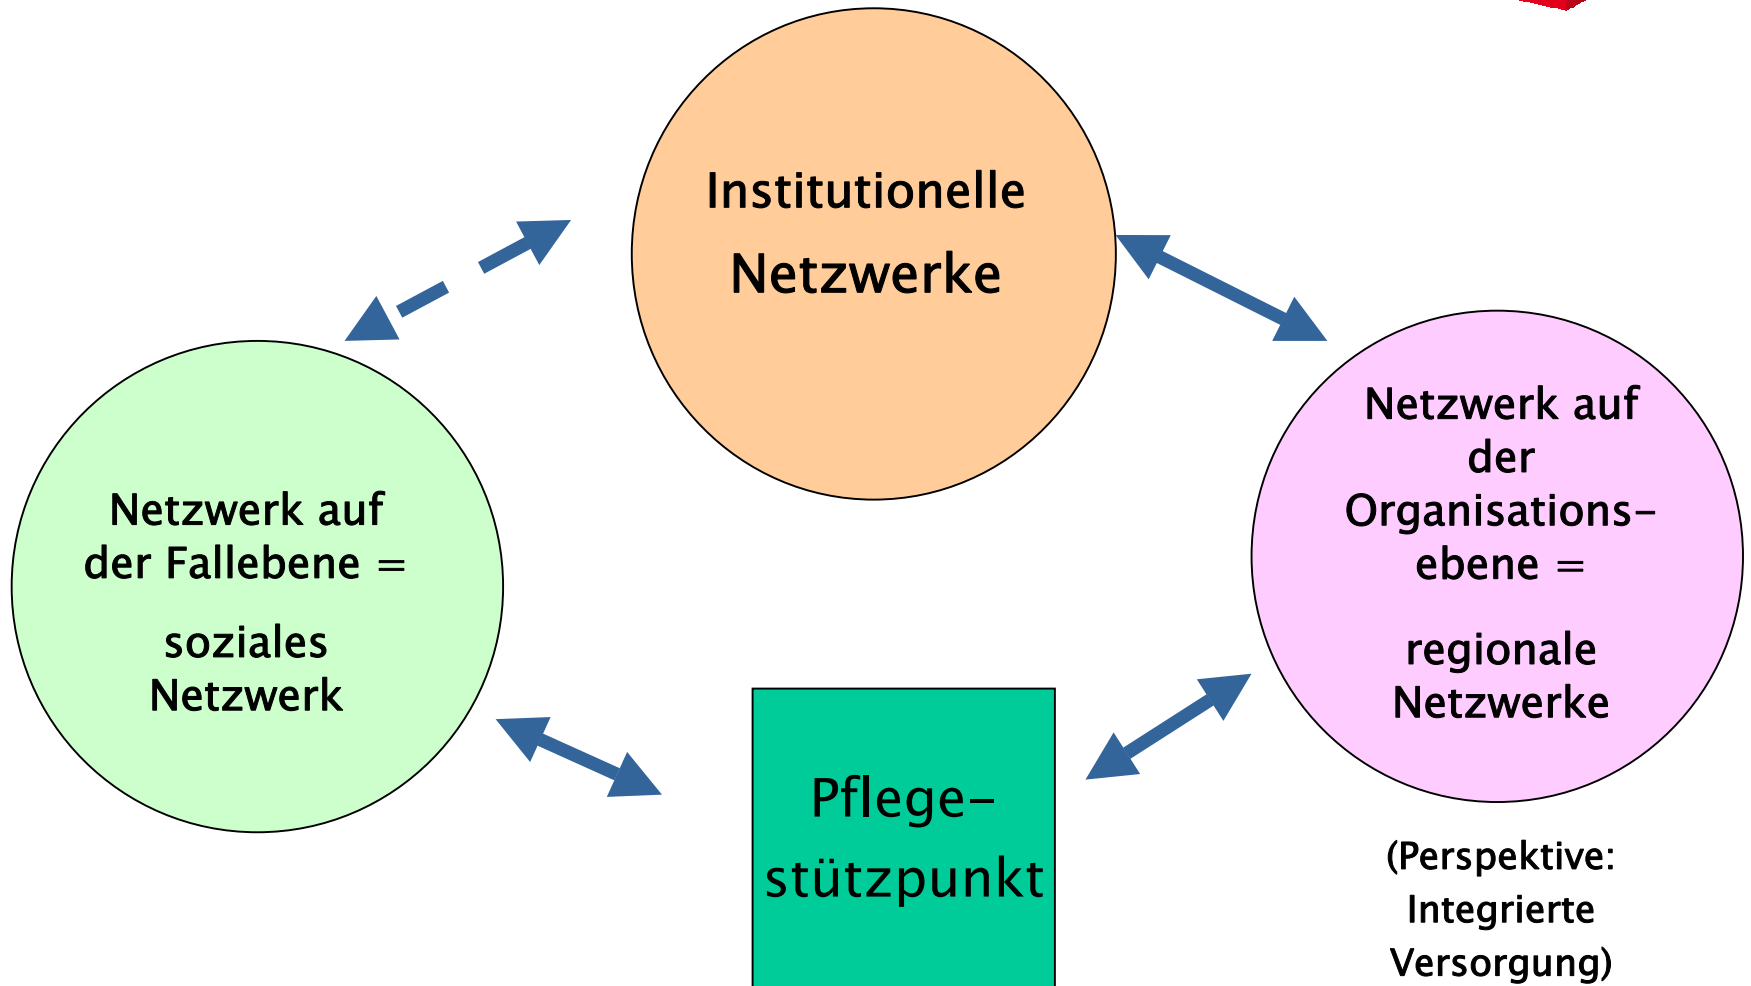 Institutionelle
Netzwerke
Netzwerk auf
der Fallebene =
soziales
Netzwerk
Netzwerk auf
der
Organisations-
ebene =
regionale
Netzwerke
Pflege-
stützpunkt
(Perspektive:
Integrierte
Versorgung)